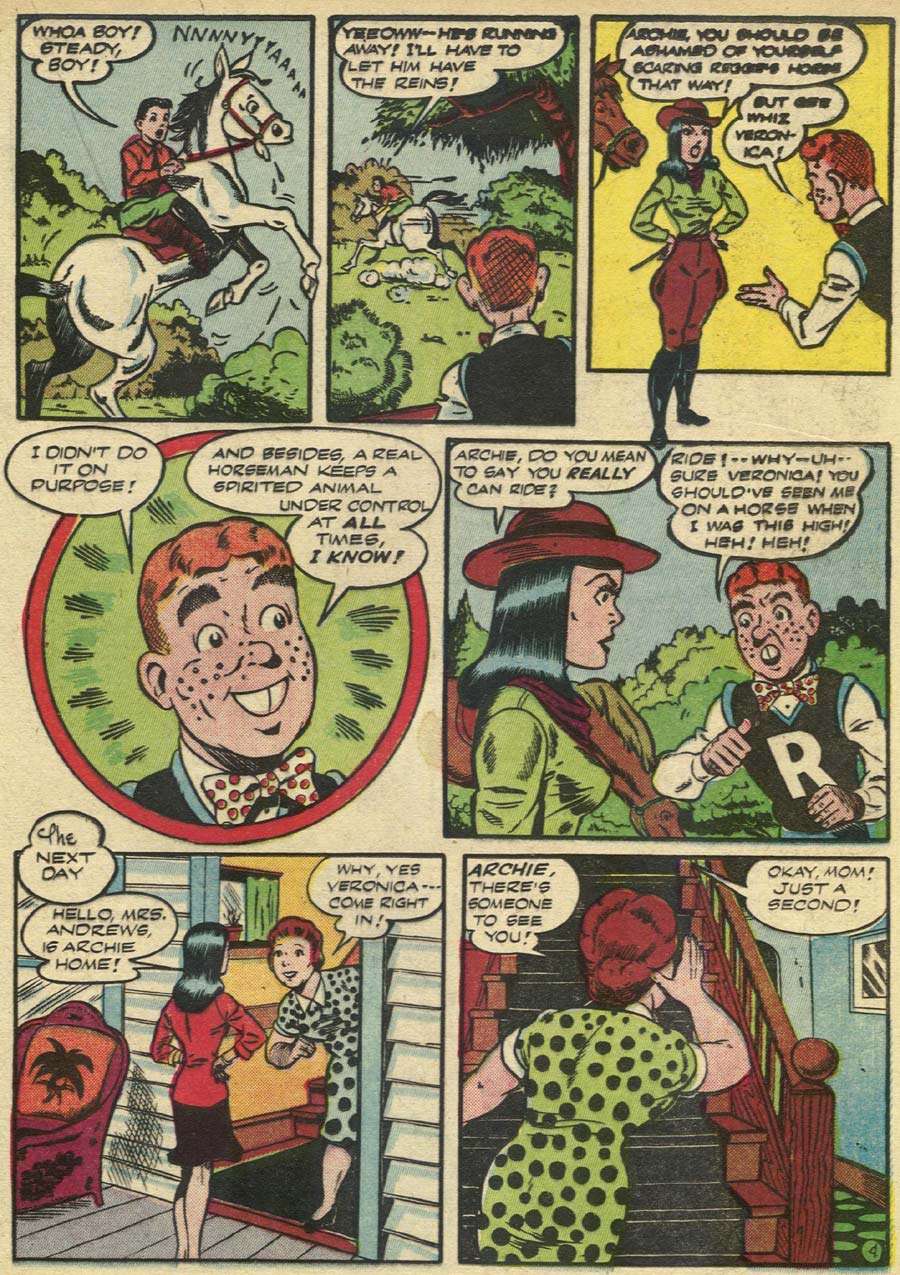 WHOA BOY!
STEADY,
BOY!
NNNNYYYAAAAA
YEEOWW--HE'S RUNNING
AWAY! I'LL HAVE TO
LET HIM HAVE
THE REINS!
ARCHIE, YOU SHOULD BE
ASHAMED OF YOURSELF
SCARING REGGIE'S HORSE
THAT WAY!
BUT GEE
WHIZ
VERON-
ICA!
I DIDN'T DO
IT ON
PURPOSE!
AND BESIDES, A REAL
HORSEMAN KEEPS A
SPIRITED ANIMAL
UNDER CONTROL
AT ALL
TIMES,
I KNOW!
ARCHIE, DO YOU MEAN
TO SAY YOU REALLY
CAN RIDE?
RIDE!--WHY--UH--
SURE VERONICA! YOU
SHOULD'VE SEEN ME
ON A HORSE WHEN
I WAS THIS HIGH!
HEH! HEH!
R
The
NEXT
DAY
HELLO, MRS.
ANDREWS,
IS ARCHIE
HOME!
WHY, YES
VERONICA---
COME RIGHT
IN!
ARCHIE,
THERE'S
SOMEONE
TO SEE
YOU!
OKAY, MOM!
JUST A
SECOND!
4